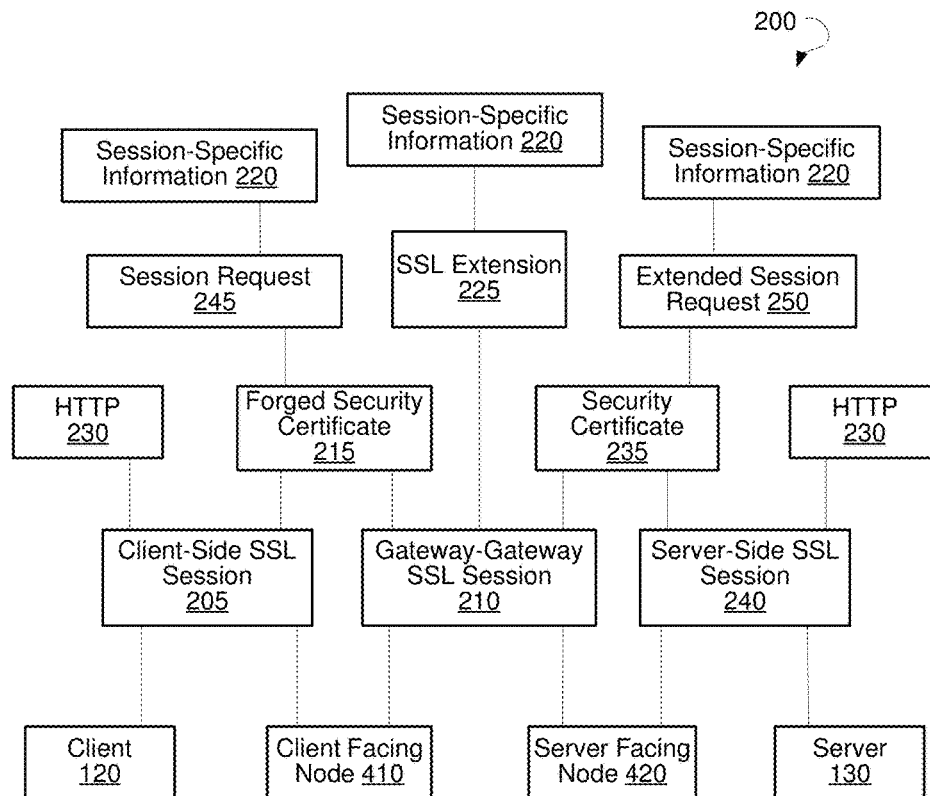 200
Session-Specific
Information 220
Session-Specific
Information 220
Session-Specific
Information 220
Session Request
245
SSL Extension
225
Extended Session
Request 250
HTTP
230
Forged Security
Certificate
215
Security
Certificate
235
HTTP
230
Client-Side SSL
Session
205
Gateway-Gateway
SSL Session
210
Server-Side SSL
Session
240
Client
120
Client Facing
Node 410
Server Facing
Node 420
Server
130